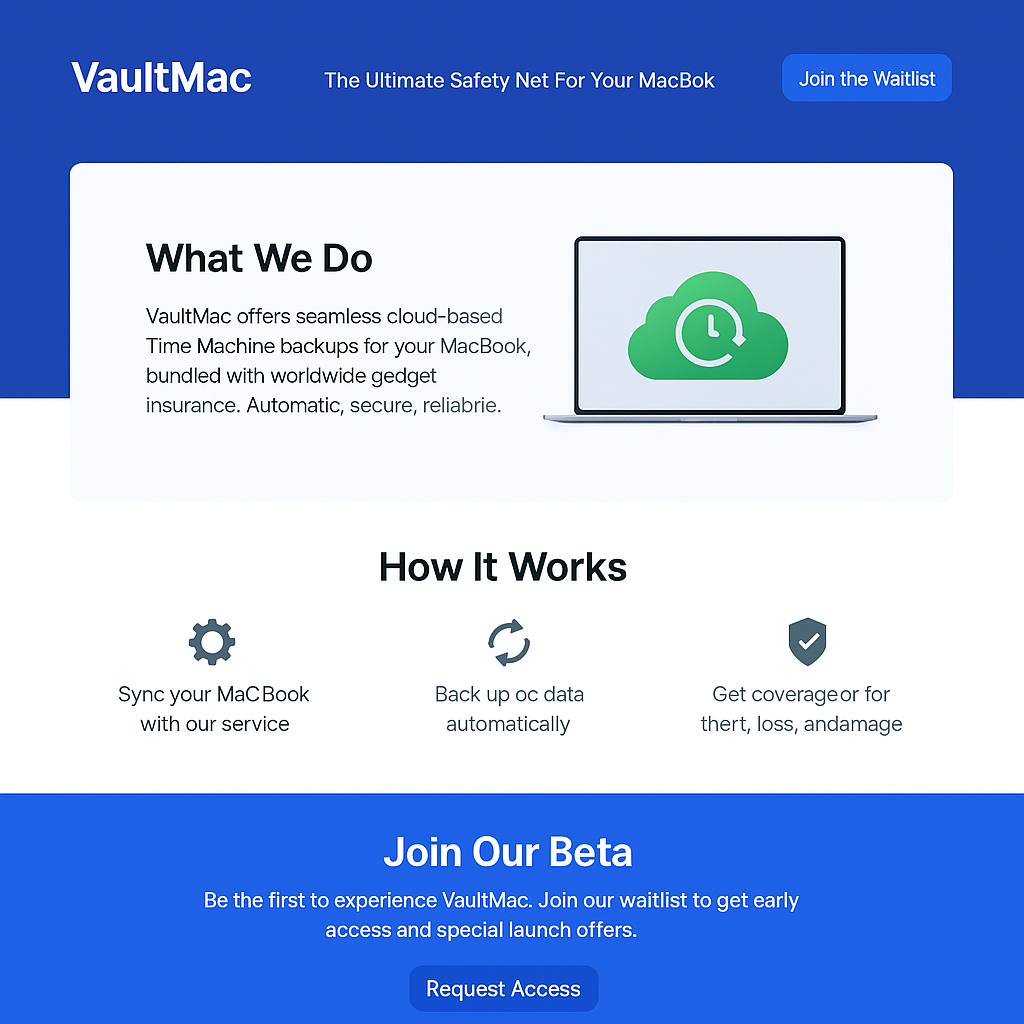 VaultMac
The Ultimate Safety Net For Your MacBok
Join the Waitlist
What We Do
VaultMac offers seamless cloud-based
Time Machine backups for your MacBook,
bundled with worldwide gedget
insurance. Automatic, secure, reliabrie.
How It Works
Sync your MaCBook
with our service
Back up oc data
automatically
Get coverageor for
thert, loss, andamage
Join Our Beta
Be the first to experience VaultMac. Join our waitlist to get early
access and special launch offers.
Request Access